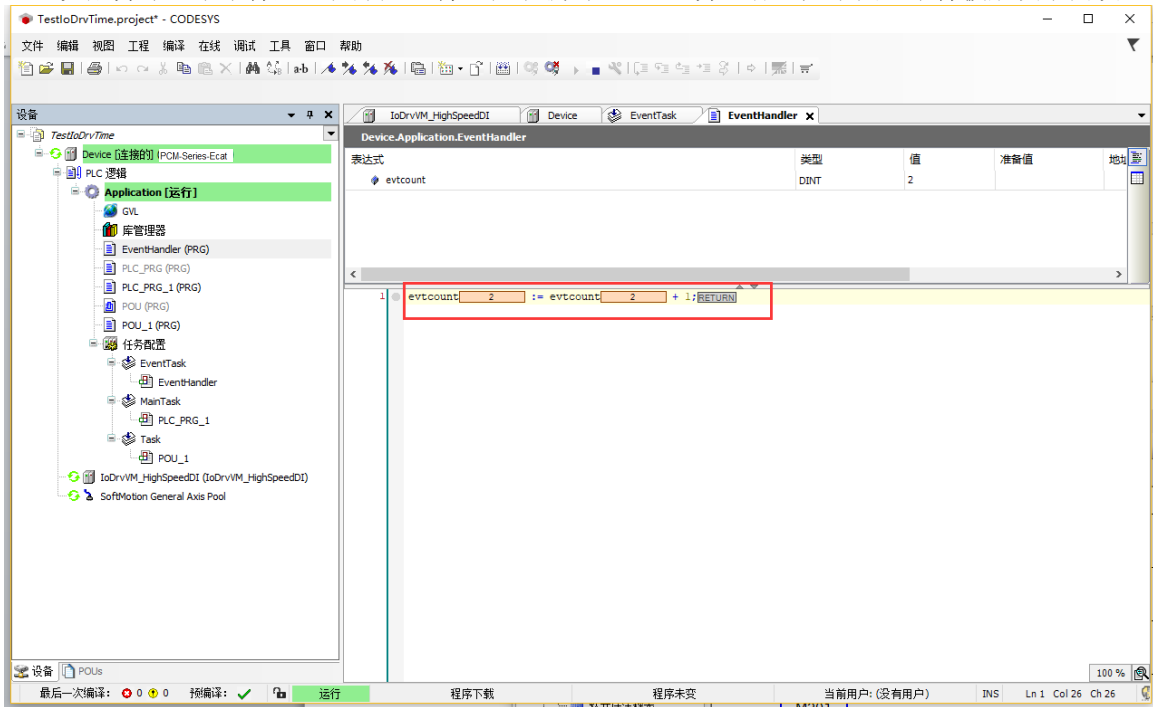 TestIoDrvTime.project* - CODESYS
文件 编辑 视图 工程 编译 在线 调试 工具 窗口 帮助
设备
TestIoDrvTime
Device [连接的] (PCM-Series-Ecat
PLC 逻辑
Application [运行]
GVL
库管理器
EventHandler (PRG)
PLC_PRG (PRG)
PLC_PRG_1 (PRG)
POU (PRG)
POU_1 (PRG)
任务配置
EventTask
EventHandler
MainTask
PLC_PRG_1
Task
POU_1
IoDrvVM_HighSpeedDI (IoDrvVM_HighSpeedDI)
SoftMotion General Axis Pool
设备 POUs
IoDrvVM_HighSpeedDI Device EventTask EventHandler
Device.Application.EventHandler
表达式 类型 值 准备值 地址
evtcount DINT 2
1 evtcount 2 := evtcount 2 + 1;RETURN
100 %
最后一次编译: 0 0 预编译: 运行 程序下载 程序未变 当前用户: (没有用户) INS Ln 1 Col 26 Ch 26